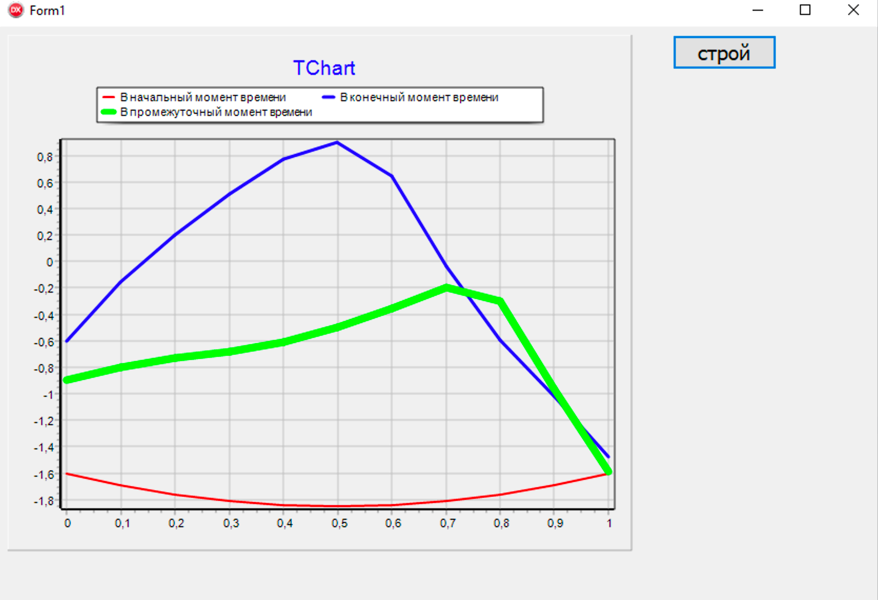 Form1
строй
TChart
В начальный момент времени В конечный момент времени
В промежуточный момент времени
0,8
0,6
0,4
0,2
0
-0,2
-0,4
-0,6
-0,8
-1
-1,2
-1,4
-1,6
-1,8
0 0,1 0,2 0,3 0,4 0,5 0,6 0,7 0,8 0,9 1